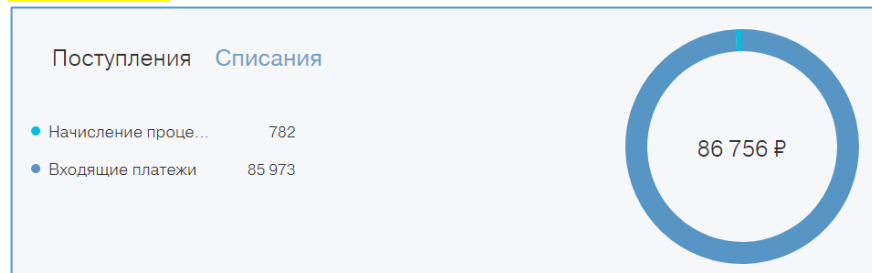 Поступления Списания
Начисление проце...
782
Входящие платежи
85 973
86 756 ₽